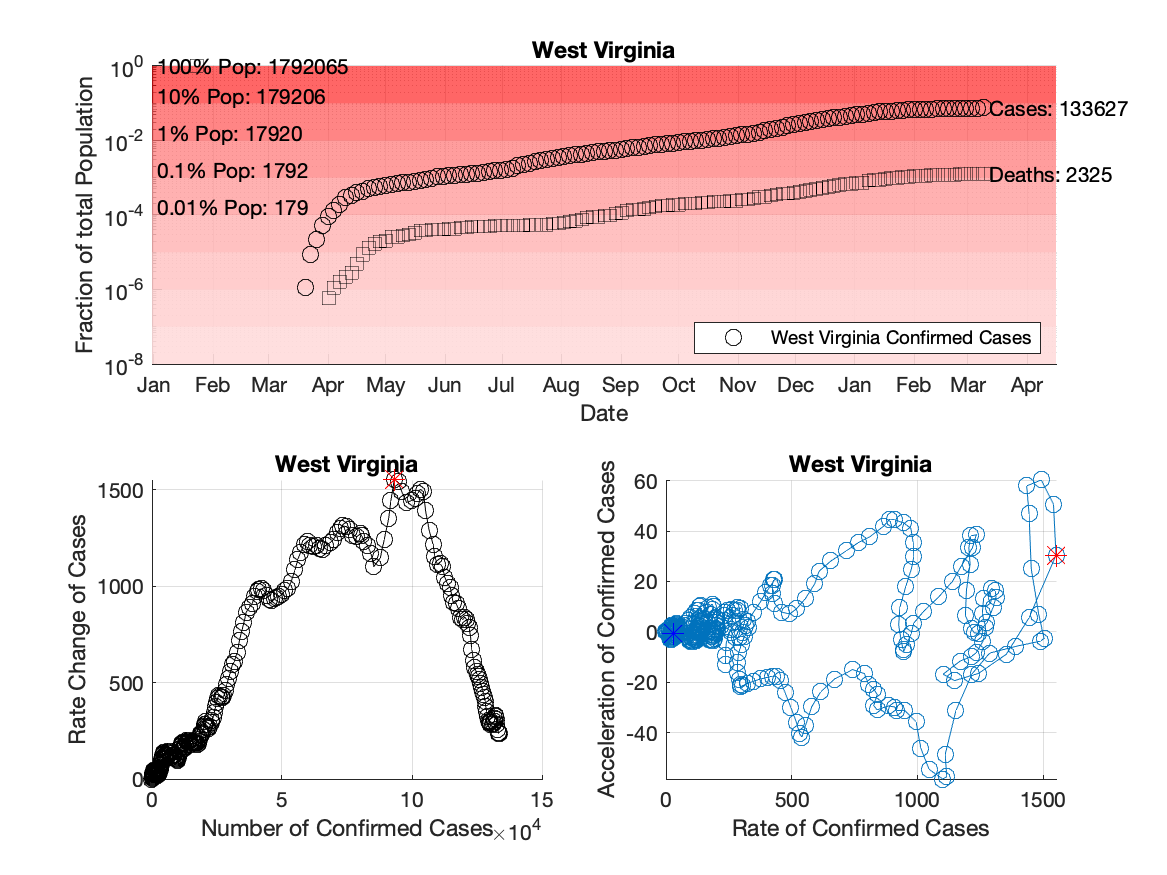 West Virginia
10^0
10^-2
10^-4
10^-6
10^-8
Fraction of total Population
100% Pop: 1792065
10% Pop: 179206
1% Pop: 17920
0.1% Pop: 1792
0.01% Pop: 179
Cases: 133627
Deaths: 2325
West Virginia Confirmed Cases
Jan Feb Mar Apr May Jun Jul Aug Sep Oct Nov Dec Jan Feb Mar Apr
Date
West Virginia
1500
1000
500
0
Rate Change of Cases
0 5 10 15
Number of Confirmed Cases ×10^4
West Virginia
60
40
20
0
-20
-40
Acceleration of Confirmed Cases
0 500 1000 1500
Rate of Confirmed Cases